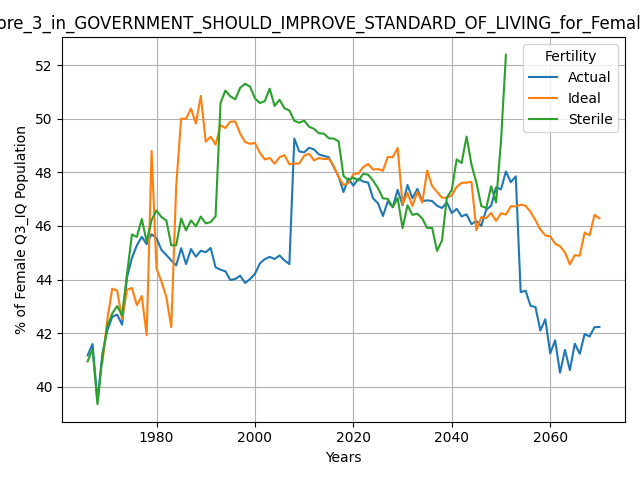 ore_3_in_GOVERNMENT_SHOULD_IMPROVE_STANDARD_OF_LIVING_for_Femal
Fertility
Actual
Ideal
Sterile
% of Female Q3_IQ Population
52
50
48
46
44
42
40
1980
2000
2020
2040
2060
Years